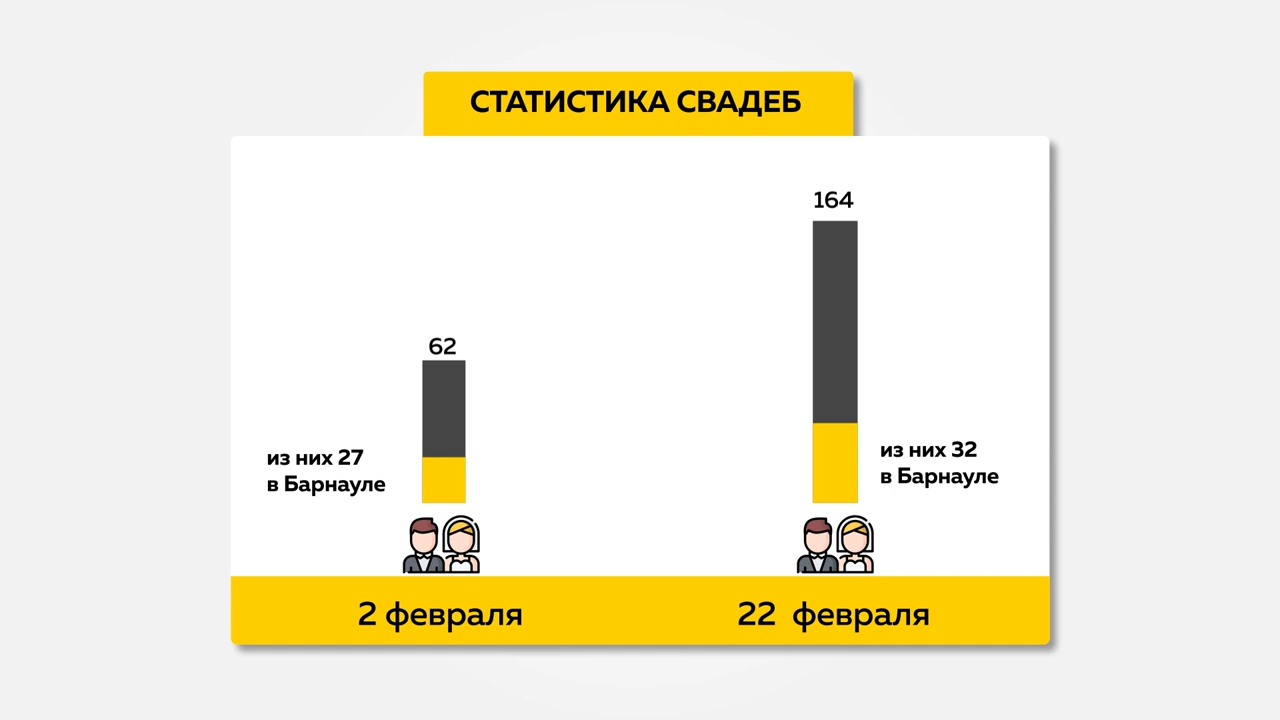 СТАТИСТИКА СВАДЕБ
164
62
из них 27
в Барнауле
из них 32
в Барнауле
2 февраля
22 февраля